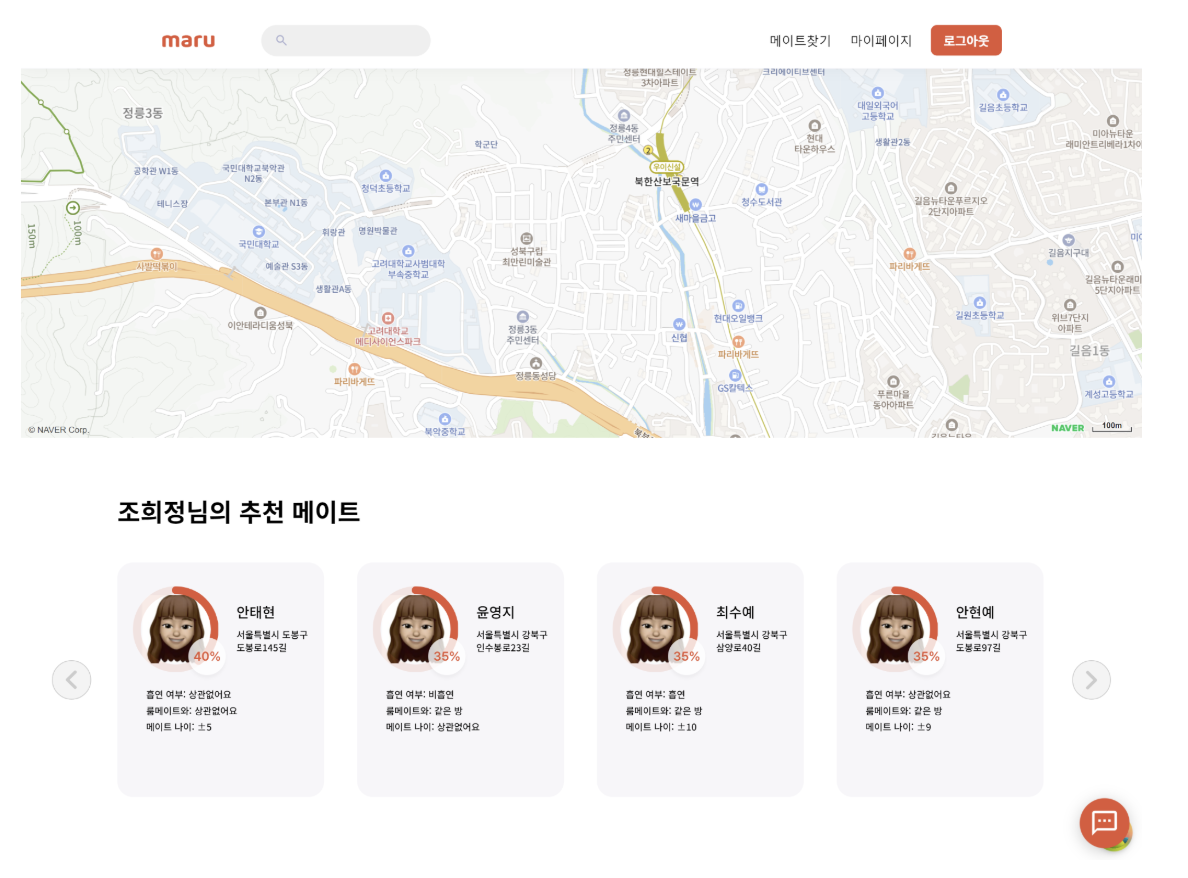 maru
메이트찾기
마이페이지
로그아웃
정릉현대힐스테이트
3차아파트
크리에이티브센터
정릉3동
대일외국어
고등학교
길음초등학교
정릉4동
주민센터
현대
타운하우스
미아뉴타운
래미안트리베라1차아
학군단
생활관2동
2
우이신설
북한산보국문역
공학관 W1동
국민대학교북악관
N2동
청덕초등학교
청수도서관
길음뉴타운푸르지오
2단지아파트
테니스장
본부관 N1동
새마을금고
150m
100m
국민대학교
휘랑관
명원박물관
성북구립
최만린미술관
길음지구대
사발떡볶이
예술관 S3동
고려대학교사범대학
부속중학교
파리바게뜨
길음뉴타운래미
5단지아파트
생활관A동
이안테라디움성북
고려대학교
메디사이언스파크
정릉3동
주민센터
신협
현대오일뱅크
길원초등학교
위브7단지
아파트
파리바게뜨
길음1동
파리바게뜨
정릉동성당
GS칼텍스
푸른마을
동아아파트
계성고등학교
북악중학교
© NAVER Corp.
NAVER
100m
조희정님의 추천 메이트
안태현
서울특별시 도봉구
도봉로145길
40%
흡연 여부: 상관없어요
룸메이트와: 상관없어요
메이트 나이: ±5
윤영지
서울특별시 강북구
인수봉로23길
35%
흡연 여부: 비흡연
룸메이트와: 같은 방
메이트 나이: 상관없어요
최수예
서울특별시 강북구
삼양로40길
35%
흡연 여부: 흡연
룸메이트와: 같은 방
메이트 나이: ±10
안현예
서울특별시 강북구
도봉로97길
35%
흡연 여부: 상관없어요
룸메이트와: 같은 방
메이트 나이: ±9